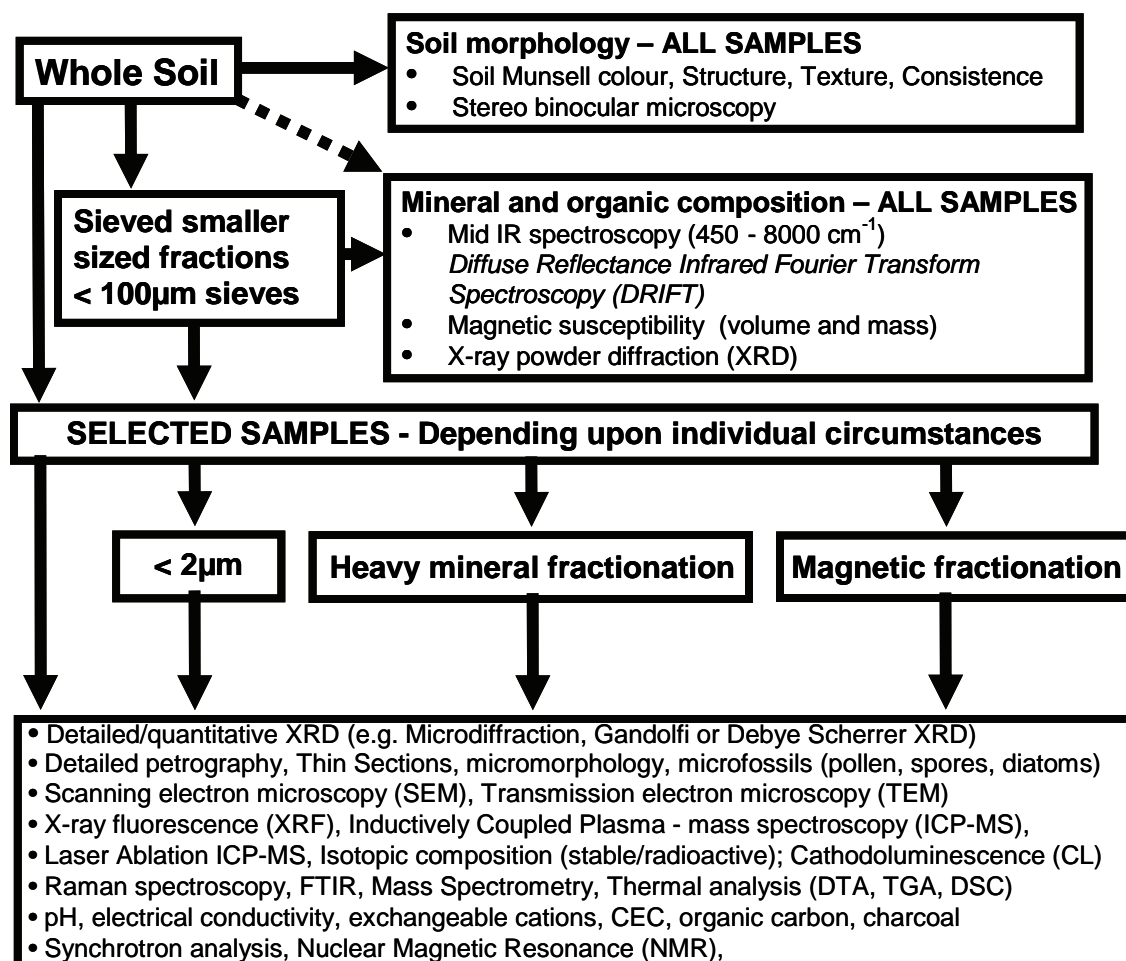 Whole Soil
Soil morphology – ALL SAMPLES
• Soil Munsell colour, Structure, Texture, Consistence
• Stereo binocular microscopy
Sieved smaller
sized fractions
< 100µm sieves
Mineral and organic composition – ALL SAMPLES
• Mid IR spectroscopy (450 - 8000 cm⁻¹)
Diffuse Reflectance Infrared Fourier Transform
Spectroscopy (DRIFT)
• Magnetic susceptibility (volume and mass)
• X-ray powder diffraction (XRD)
SELECTED SAMPLES - Depending upon individual circumstances
< 2µm
Heavy mineral fractionation
Magnetic fractionation
• Detailed/quantitative XRD (e.g. Microdiffraction, Gandolfi or Debye Scherrer XRD)
• Detailed petrography, Thin Sections, micromorphology, microfossils (pollen, spores, diatoms)
• Scanning electron microscopy (SEM), Transmission electron microscopy (TEM)
• X-ray fluorescence (XRF), Inductively Coupled Plasma - mass spectroscopy (ICP-MS),
• Laser Ablation ICP-MS, Isotopic composition (stable/radioactive); Cathodoluminescence (CL)
• Raman spectroscopy, FTIR, Mass Spectrometry, Thermal analysis (DTA, TGA, DSC)
• pH, electrical conductivity, exchangeable cations, CEC, organic carbon, charcoal
• Synchrotron analysis, Nuclear Magnetic Resonance (NMR),